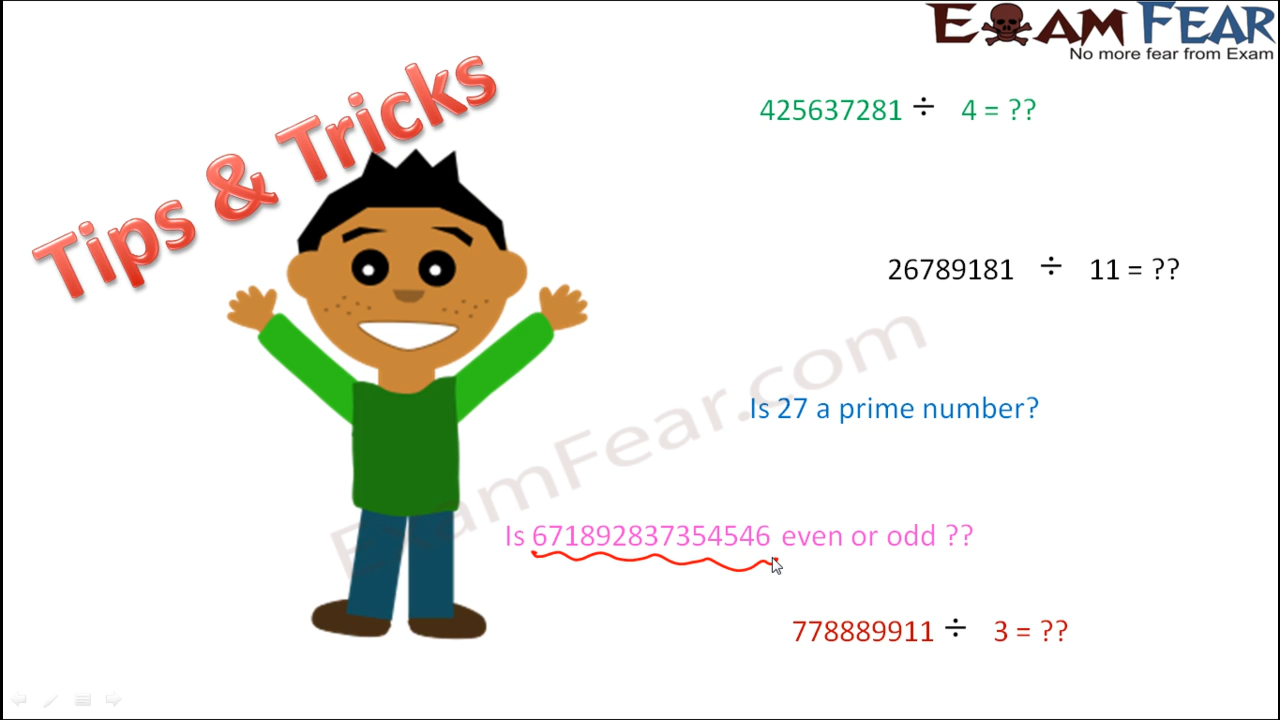 EXAM FEAR
No more fear from Exam
Tips & Tricks
425637281 ÷ 4 = ??
26789181 ÷ 11 = ??
Is 27 a prime number?
ExamFear.com
Is 671892837354546 even or odd ??
778889911 ÷ 3 = ??